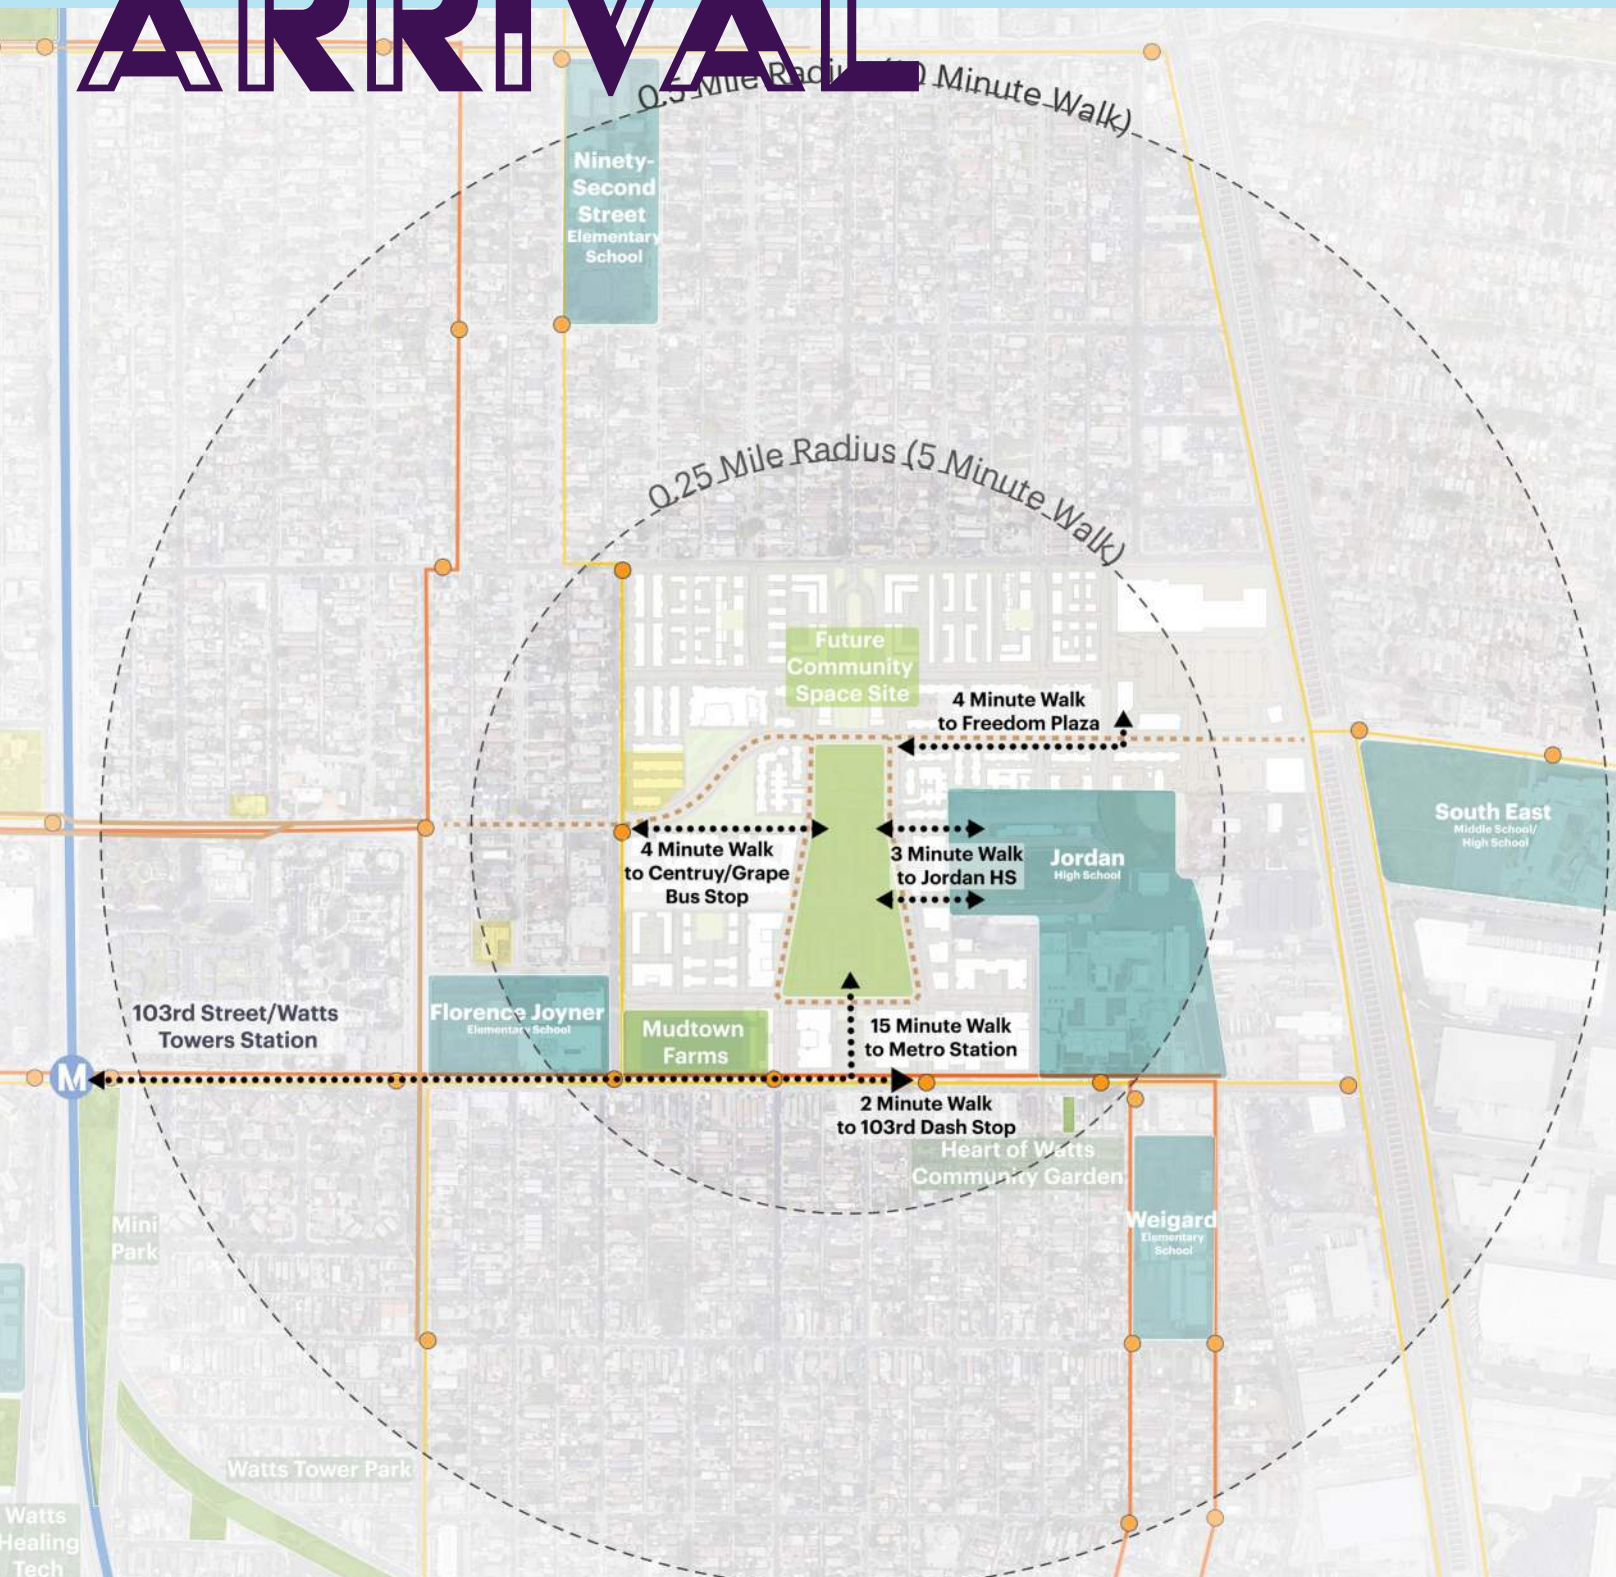 ARRIVAL
0.5 Mile Radius (10 Minute Walk)
Ninety-
Second
Street
Elementary
School
0.25 Mile Radius (5 Minute Walk)
Future
Community
Space Site
4 Minute Walk
to Freedom Plaza
South East
Middle School/
High School
4 Minute Walk
to Centruy/Grape
Bus Stop
3 Minute Walk
to Jordan HS
Jordan
High School
103rd Street/Watts
Towers Station
Florence Joyner
Elementary School
Mudtown
Farms
15 Minute Walk
to Metro Station
M
2 Minute Walk
to 103rd Dash Stop
Heart of Watts
Community Garden
Mini
Park
Weigard
Elementary
School
Watts Tower Park
Watts
Healing
Tech